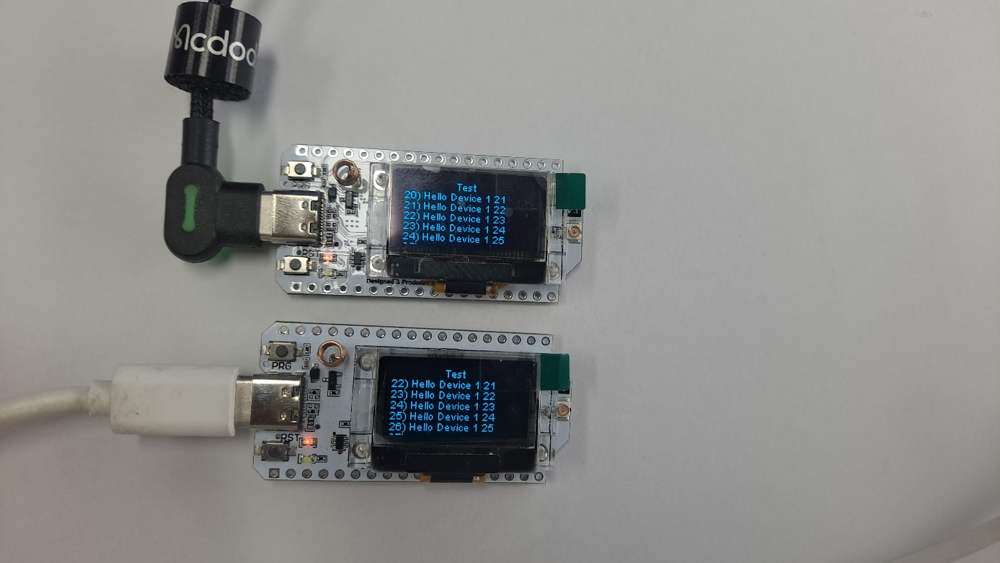 Mcdod
PRG
Test
20) Hello Device 1 21
21) Hello Device 1 22
22) Hello Device 1 23
23) Hello Device 1 24
24) Hello Device 1 25
RST
Designed & Produc
PRG
Test
22) Hello Device 1 21
23) Hello Device 1 22
24) Hello Device 1 23
25) Hello Device 1 24
26) Hello Device 1 25
RST
38